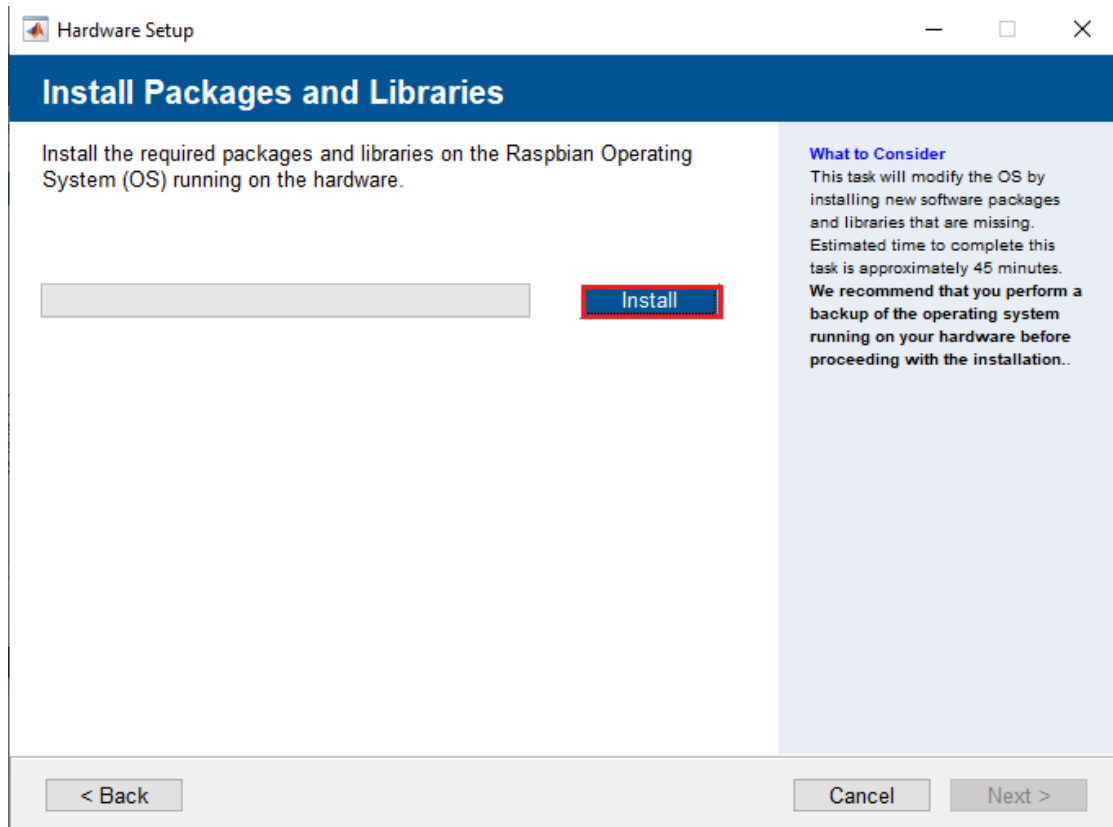 Hardware Setup
Install Packages and Libraries
Install the required packages and libraries on the Raspbian Operating
System (OS) running on the hardware.
Install
What to Consider
This task will modify the OS by
installing new software packages
and libraries that are missing.
Estimated time to complete this
task is approximately 45 minutes.
We recommend that you perform a
backup of the operating system
running on your hardware before
proceeding with the installation..
< Back
Cancel
Next >